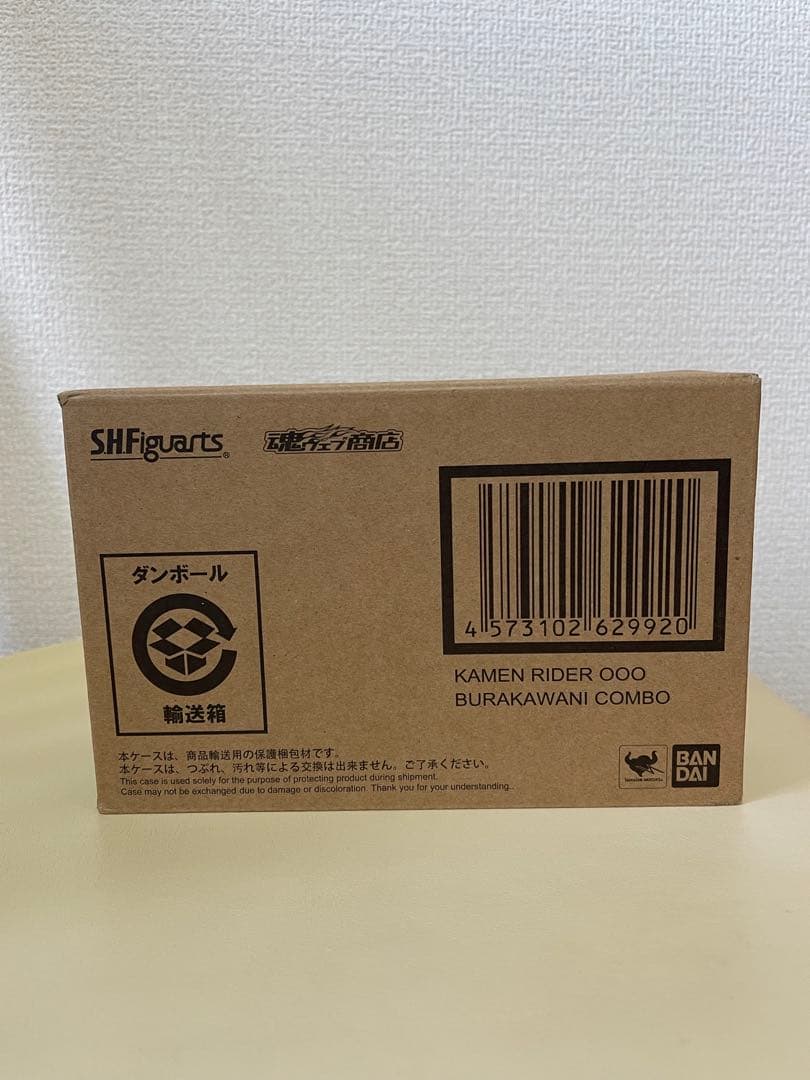 S.H.Figuarts®
魂ウェブ商店
4 573102 629920
KAMEN RIDER OOO
BURAKAWANI COMBO
ダンボール
輸送箱
本ケースは、商品輸送用の保護梱包材です。
本ケースは、つぶれ、汚れ等による交換は出来ません。ご了承ください。
This case is used solely for the purpose of protecting product during shipment.
Case may not be exchanged due to damage or discoloration. Thank you for your understanding..
BAN
DAI